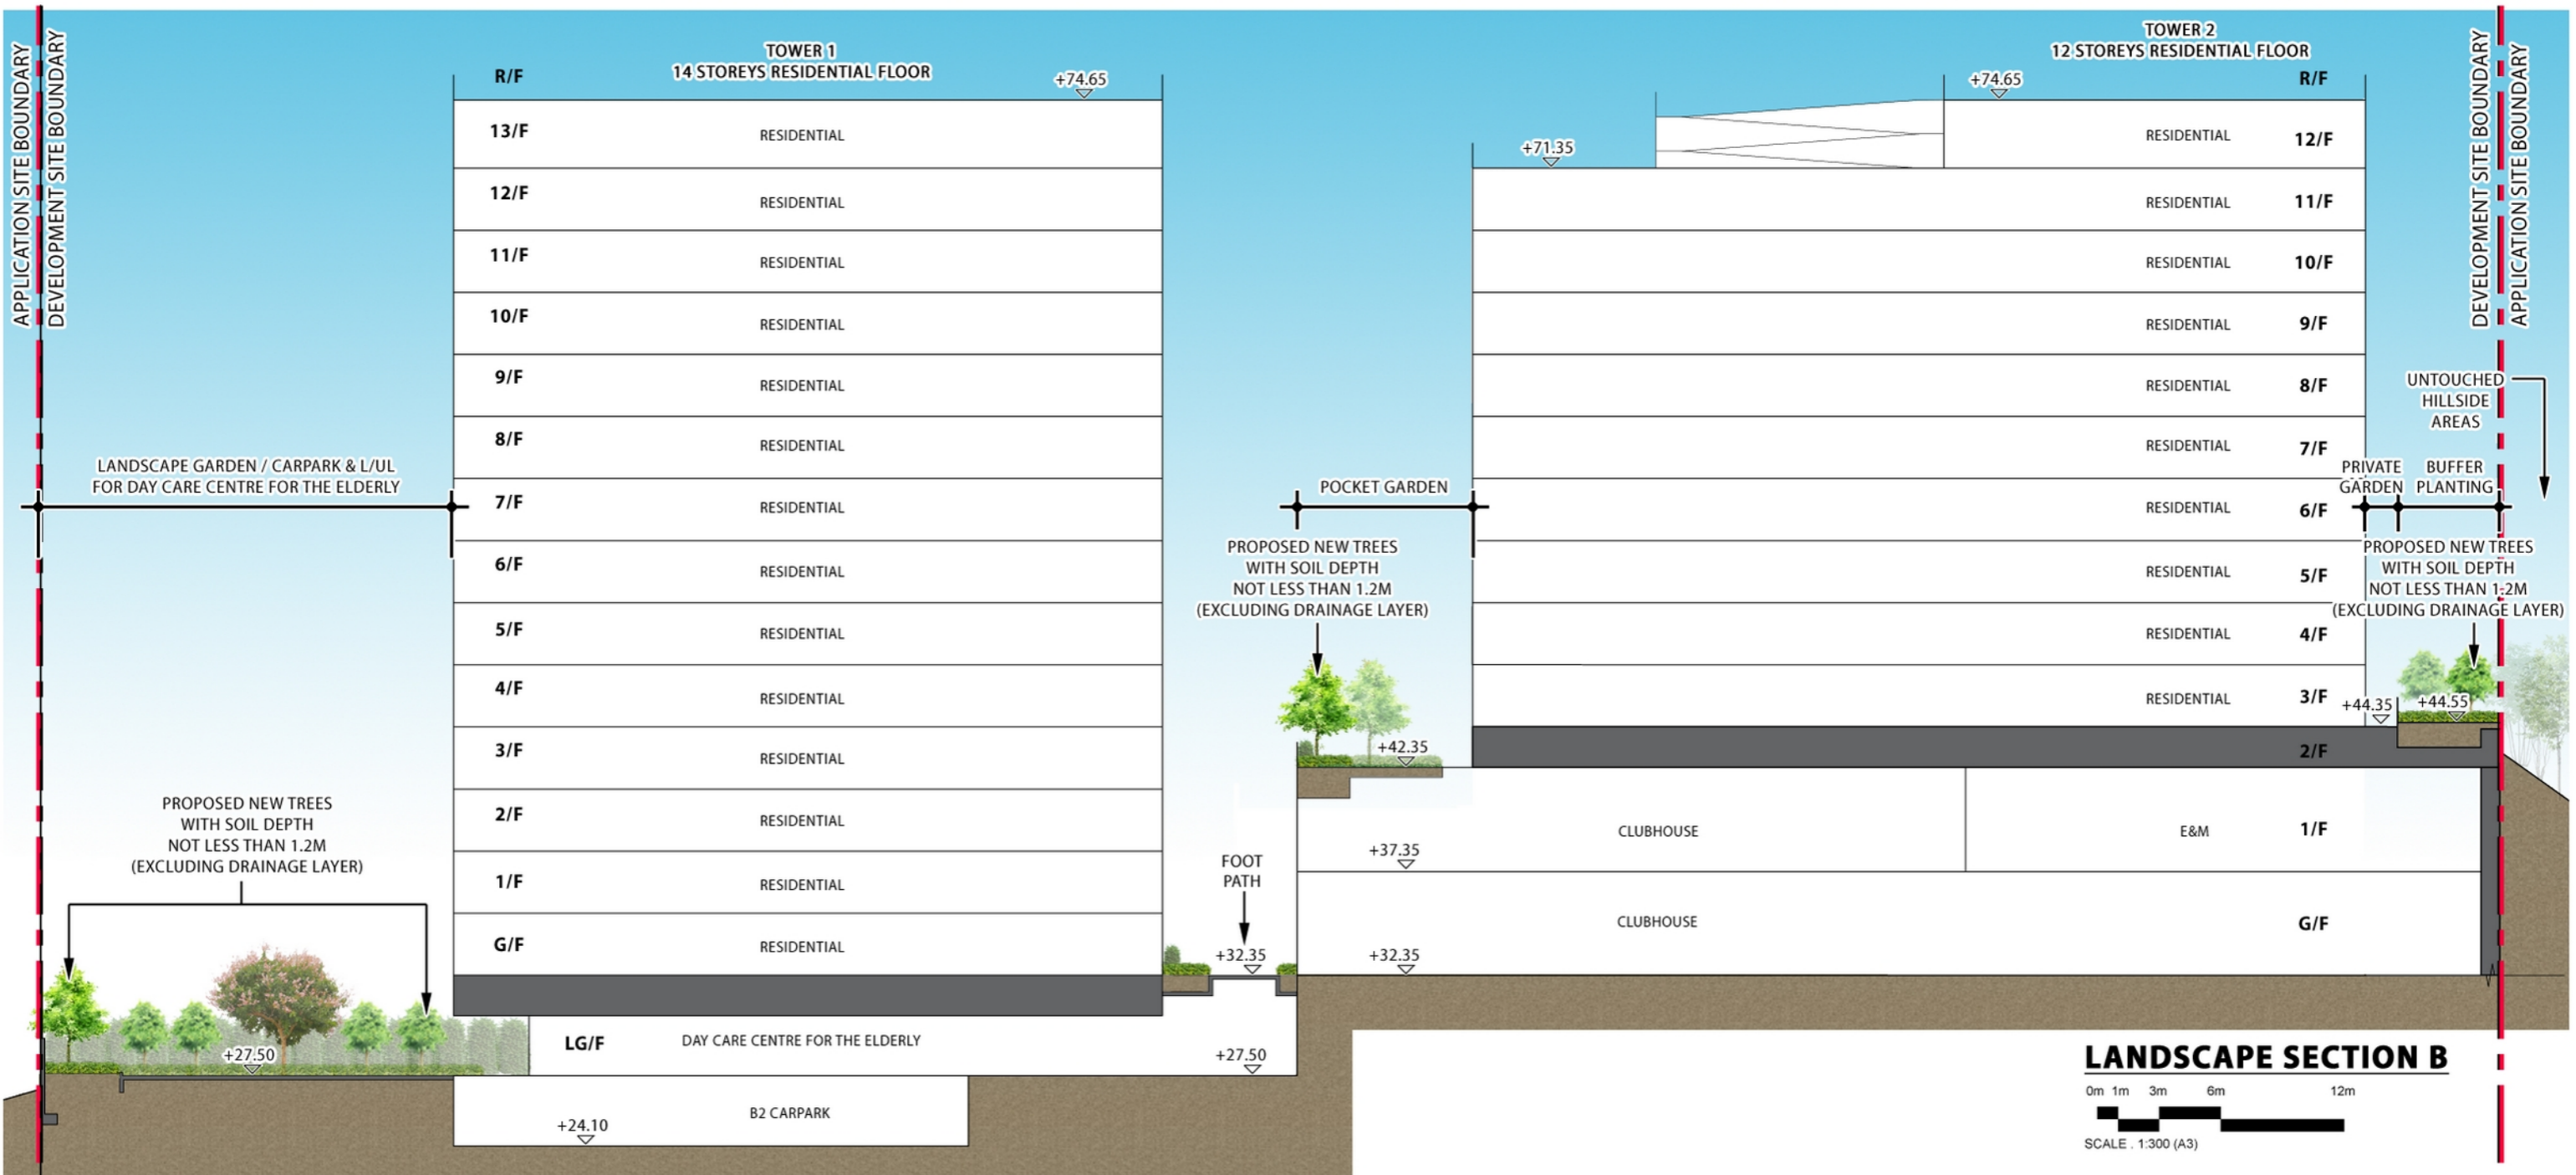 APPLICATION SITE BOUNDARY
DEVELOPMENT SITE BOUNDARY
TOWER 1
14 STOREYS RESIDENTIAL FLOOR
R/F
+74.65
13/F RESIDENTIAL
12/F RESIDENTIAL
11/F RESIDENTIAL
10/F RESIDENTIAL
9/F RESIDENTIAL
8/F RESIDENTIAL
7/F RESIDENTIAL
6/F RESIDENTIAL
5/F RESIDENTIAL
4/F RESIDENTIAL
3/F RESIDENTIAL
2/F RESIDENTIAL
1/F RESIDENTIAL
G/F RESIDENTIAL
LG/F DAY CARE CENTRE FOR THE ELDERLY
+27.50
B2 CARPARK
+24.10
LANDSCAPE GARDEN / CARPARK & L/UL
FOR DAY CARE CENTRE FOR THE ELDERLY
PROPOSED NEW TREES
WITH SOIL DEPTH
NOT LESS THAN 1.2M
(EXCLUDING DRAINAGE LAYER)
+27.50
FOOT
PATH
+32.35
POCKET GARDEN
PROPOSED NEW TREES
WITH SOIL DEPTH
NOT LESS THAN 1.2M
(EXCLUDING DRAINAGE LAYER)
+42.35
TOWER 2
12 STOREYS RESIDENTIAL FLOOR
+74.65
R/F
+71.35
RESIDENTIAL 12/F
RESIDENTIAL 11/F
RESIDENTIAL 10/F
RESIDENTIAL 9/F
RESIDENTIAL 8/F
RESIDENTIAL 7/F
RESIDENTIAL 6/F
RESIDENTIAL 5/F
RESIDENTIAL 4/F
RESIDENTIAL 3/F
2/F
CLUBHOUSE E&M 1/F
+37.35
CLUBHOUSE G/F
+32.35
DEVELOPMENT SITE BOUNDARY
APPLICATION SITE BOUNDARY
UNTOUCHED
HILLSIDE
AREAS
PRIVATE
GARDEN
BUFFER
PLANTING
PROPOSED NEW TREES
WITH SOIL DEPTH
NOT LESS THAN 1.2M
(EXCLUDING DRAINAGE LAYER)
+44.35
+44.55
LANDSCAPE SECTION B
0m 1m 3m 6m 12m
SCALE . 1:300 (A3)